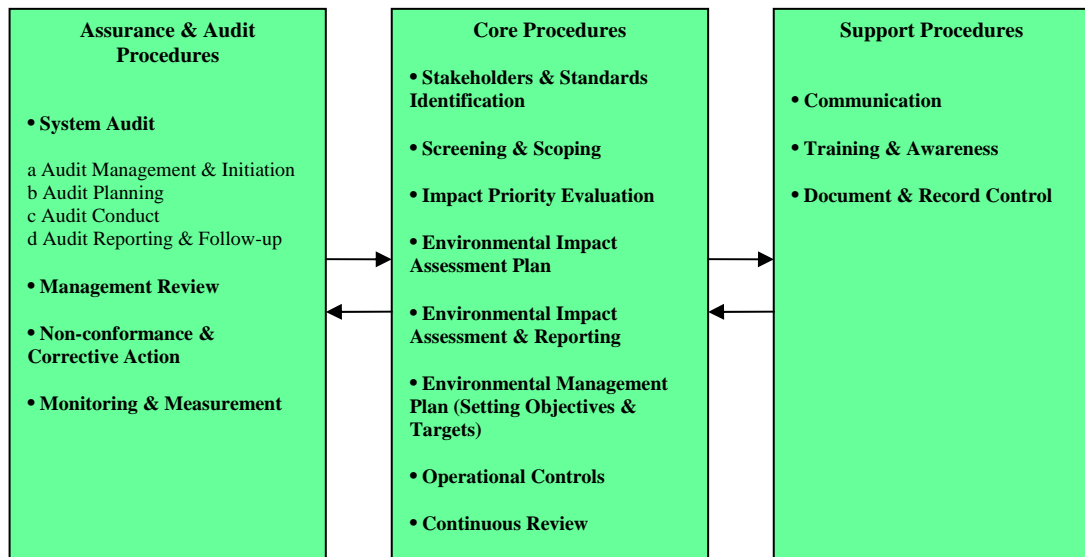 Assurance & Audit
Procedures
• System Audit
a Audit Management & Initiation
b Audit Planning
c Audit Conduct
d Audit Reporting & Follow-up
• Management Review
• Non-conformance &
Corrective Action
• Monitoring & Measurement
Core Procedures
• Stakeholders & Standards
Identification
• Screening & Scoping
• Impact Priority Evaluation
• Environmental Impact
Assessment Plan
• Environmental Impact
Assessment & Reporting
• Environmental Management
Plan (Setting Objectives &
Targets)
• Operational Controls
• Continuous Review
Support Procedures
• Communication
• Training & Awareness
• Document & Record Control